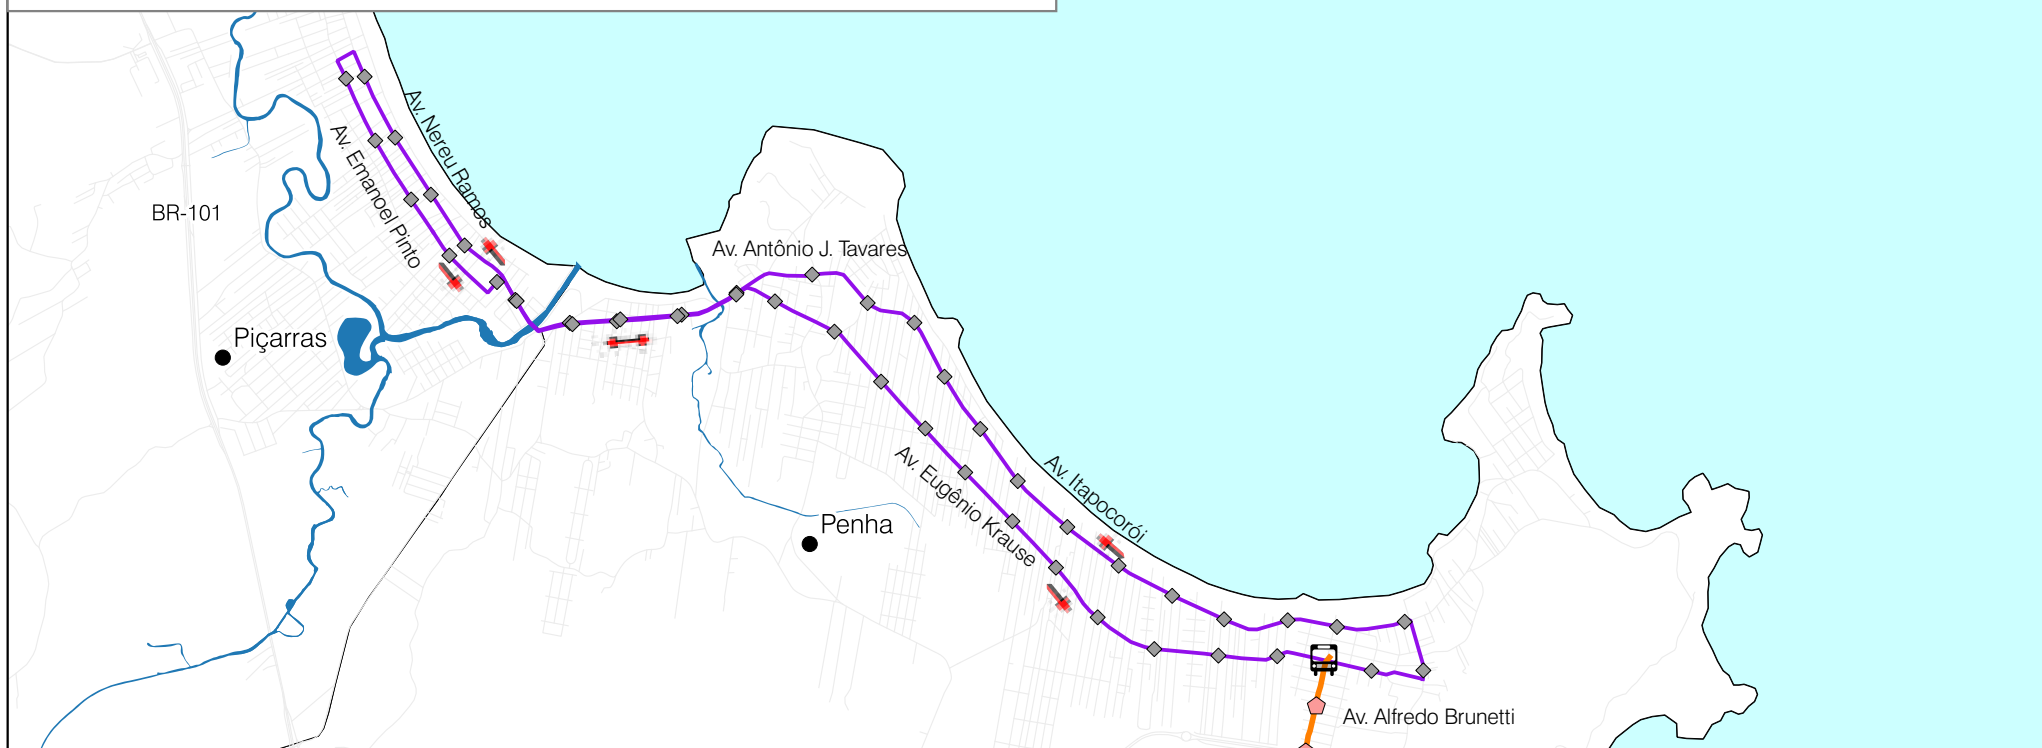 Av. Nereu Ramos
Av. Emanoel Pinto
BR-101
Av. Antônio J. Tavares
Piçarras
Av. Eugênio Krause
Av. Itapocorói
Penha
Av. Alfredo Brunetti